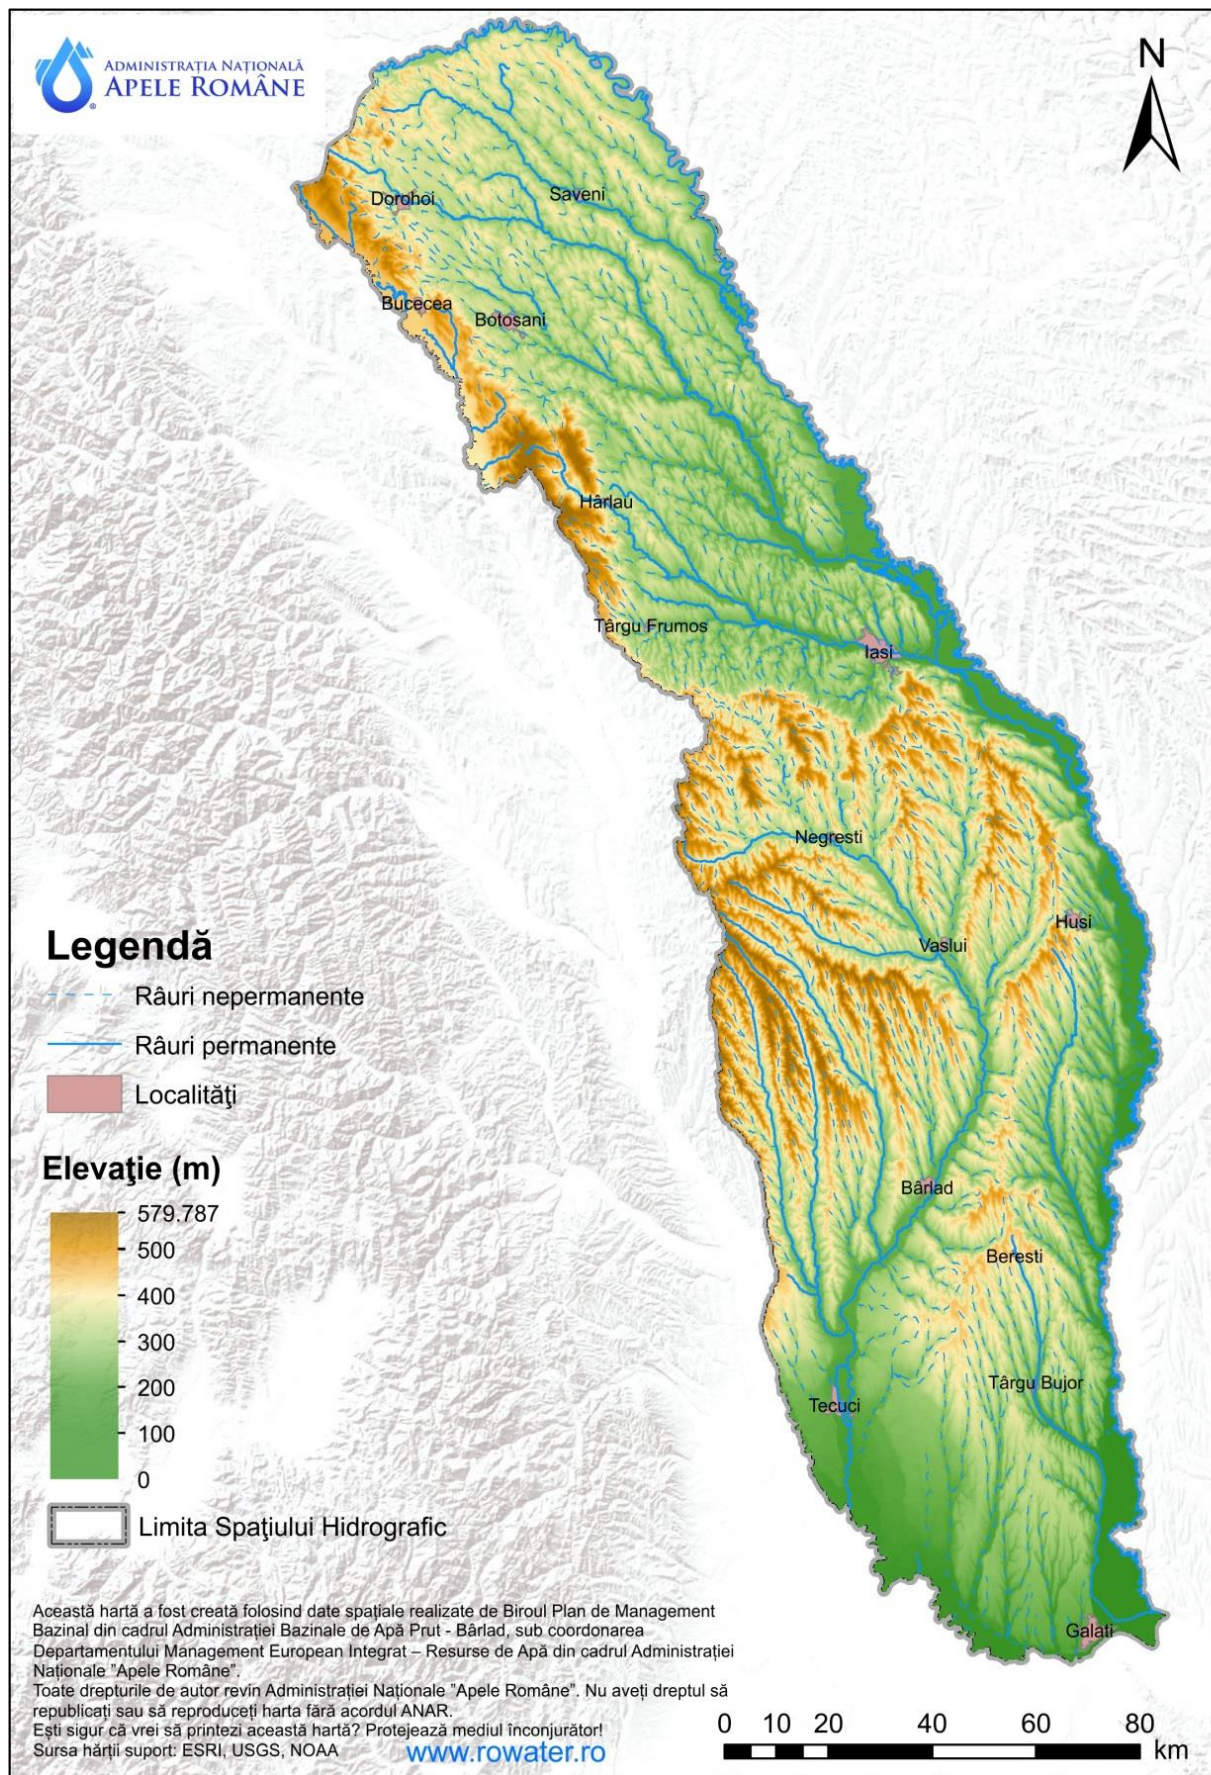 ADMINISTRAȚIA NAȚIONALĂ
APELE ROMÂNE
®
N
Saveni
Dorohoi
Bucecea
Botosani
Hârlau
Târgu Frumos
Iasi
Negresti
Husi
Vaslui
Bârlad
Beresti
Târgu Bujor
Tecuci
Galati
Legendă
Râuri nepermanente
Râuri permanente
Localităţi
Elevaţie (m)
579.787
500
400
300
200
100
0
Limita Spaţiului Hidrografic
Această hartă a fost creată folosind date spațiale realizate de Biroul Plan de Management
Bazinal din cadrul Administrației Bazinale de Apă Prut - Bârlad, sub coordonarea
Departamentului Management European Integrat – Resurse de Apă din cadrul Administrației
Naționale "Apele Române".
Toate drepturile de autor revin Administrației Naționale "Apele Române". Nu aveți dreptul să
republicați sau să reproduceți harta fără acordul ANAR.
Ești sigur că vrei să printezi această hartă? Protejează mediul înconjurător!
Sursa hărții suport: ESRI, USGS, NOAA
www.rowater.ro
0 10 20 40 60 80
km